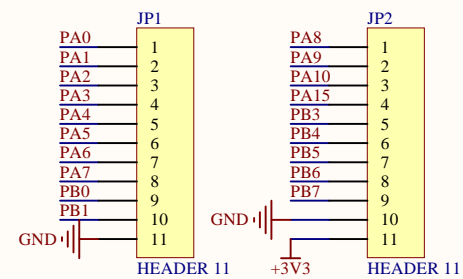 JP1
PA0 1
PA1 2
PA2 3
PA3 4
PA4 5
PA5 6
PA6 7
PA7 8
PB0 9
PB1 10
GND 11
HEADER 11
JP2
PA8 1
PA9 2
PA10 3
PA15 4
PB3 5
PB4 6
PB5 7
PB6 8
PB7 9
GND 10
11
+3V3
HEADER 11